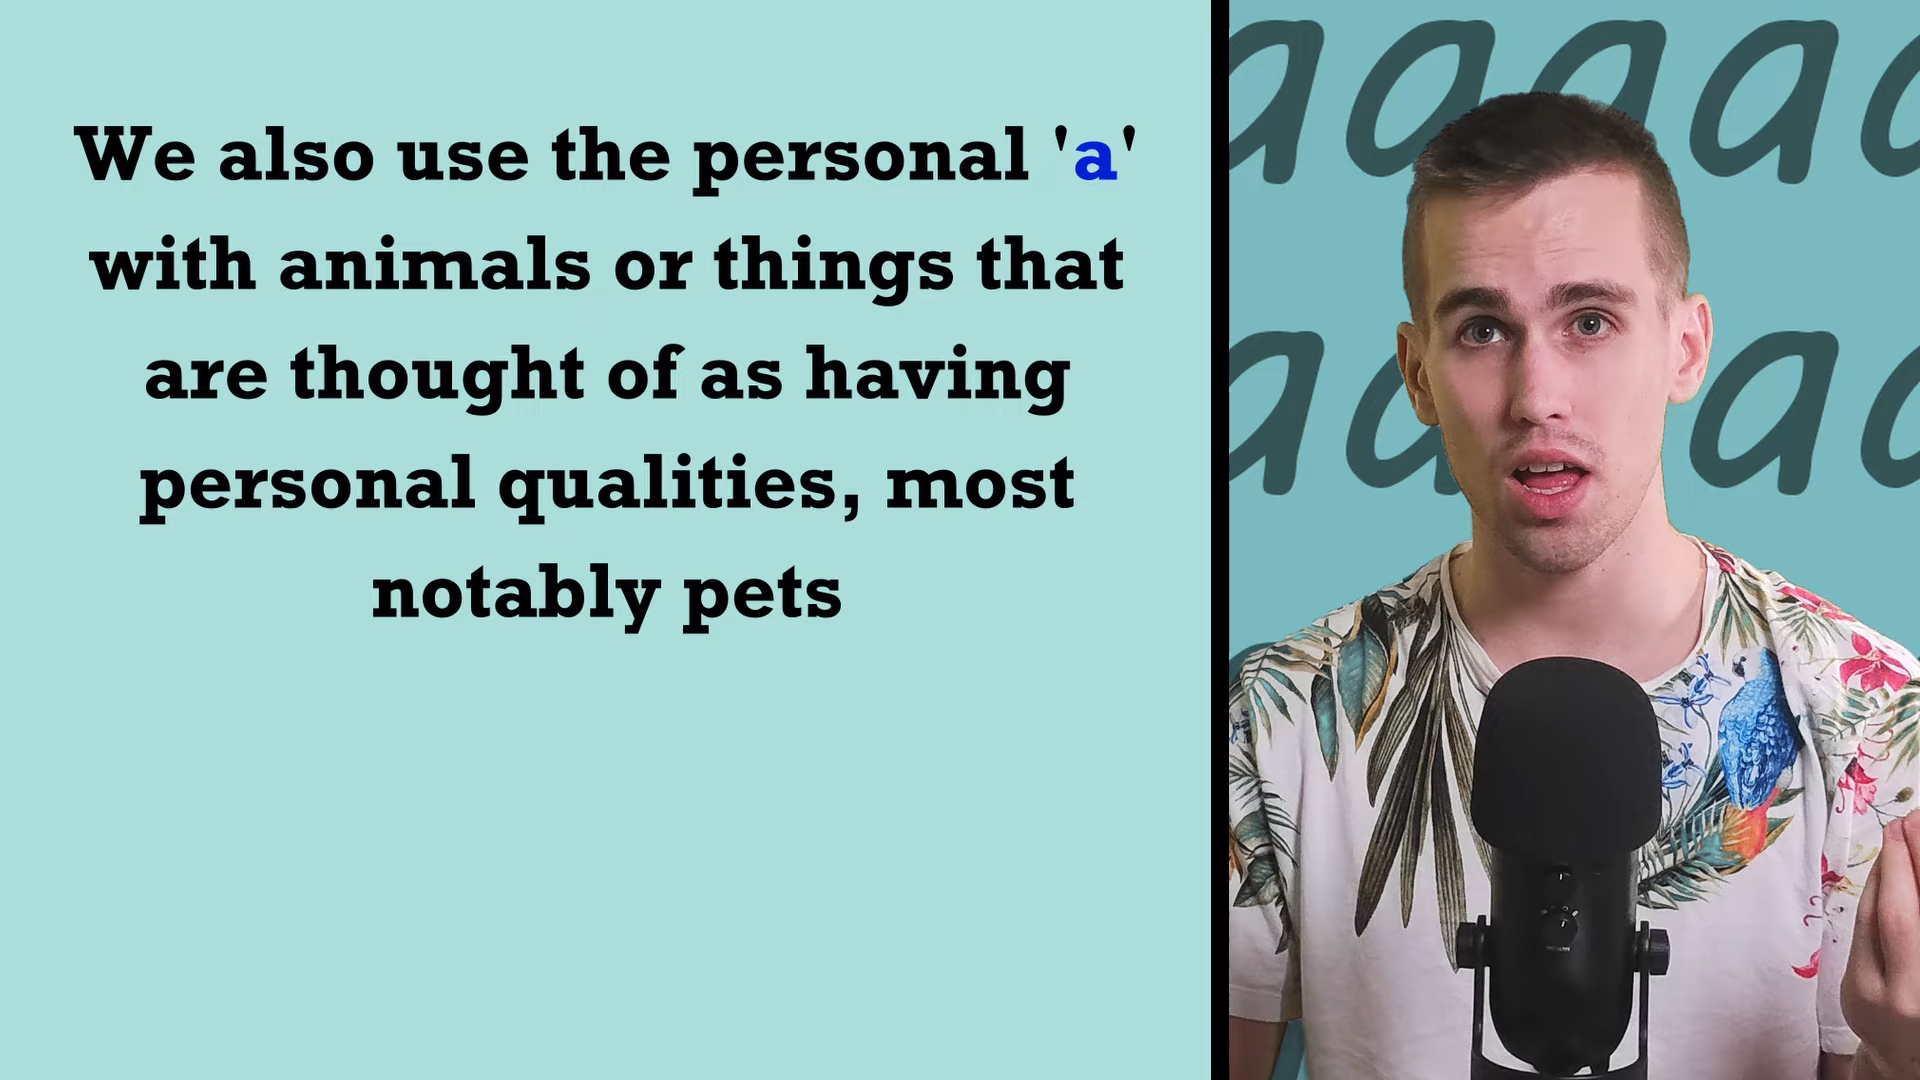 We also use the personal 'a'
with animals or things that
are thought of as having
personal qualities, most
notably pets
a a a a a
a a a a